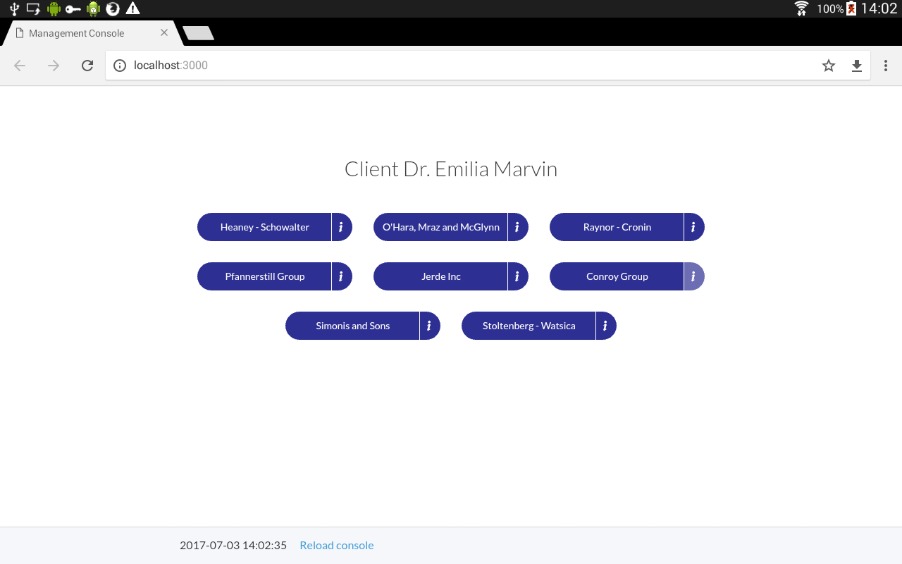 100% 14:02
Management Console
localhost:3000
Client Dr. Emilia Marvin
Heaney - Schowalter i O'Hara, Mraz and McGlynn i Raynor - Cronin i
Pfannerstill Group i Jerde Inc i Conroy Group i
Simonis and Sons i Stoltenberg - Watsica i
2017-07-03 14:02:35 Reload console